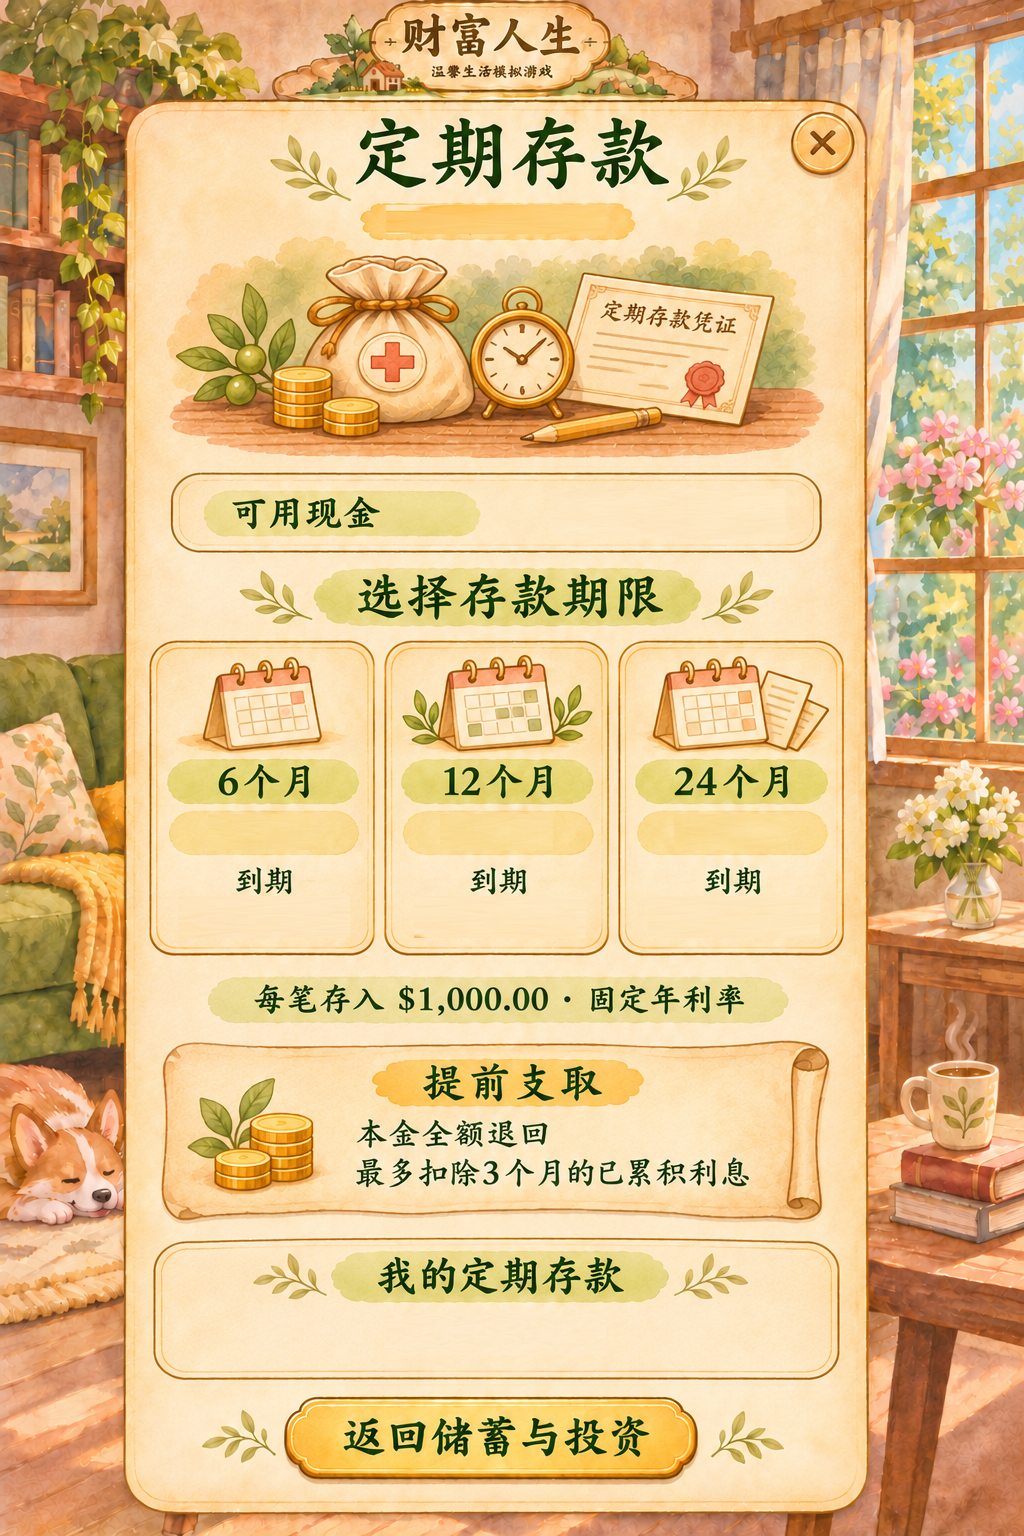 财富人生
温馨生活模拟游戏
定期存款
定期存款凭证
可用现金
选择存款期限
6个月
12个月
24个月
到期
到期
到期
每笔存入 $1,000.00 · 固定年利率
提前支取
本金全额退回
最多扣除3个月的已累积利息
我的定期存款
返回储蓄与投资